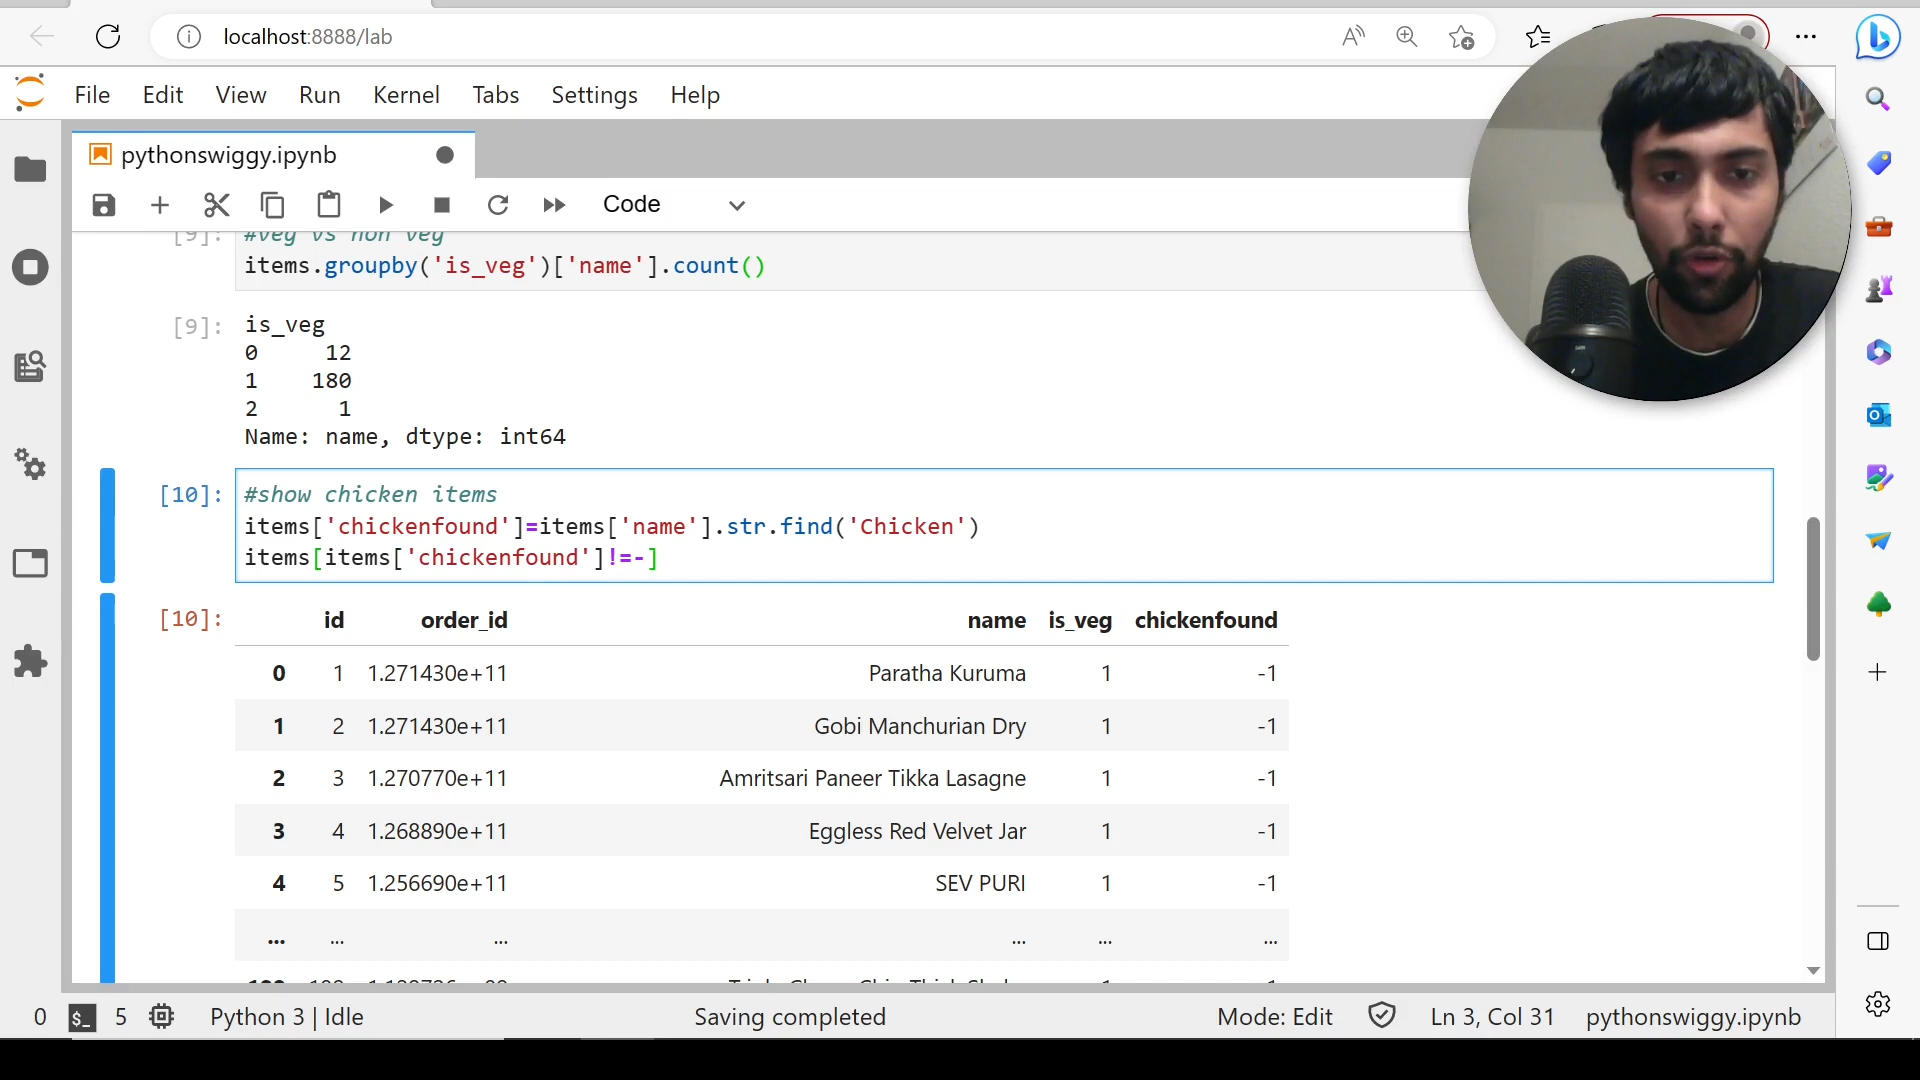 localhost:8888/lab
File Edit View Run Kernel Tabs Settings Help
pythonswiggy.ipynb
Code
[9]: #veg vs non veg
items.groupby('is_veg')['name'].count()
[9]: is_veg
0 12
1 180
2 1
Name: name, dtype: int64
[10]: #show chicken items
items['chickenfound']=items['name'].str.find('Chicken')
items[items['chickenfound']!=-]
[10]: id order_id name is_veg chickenfound
0 1 1.271430e+11 Paratha Kuruma 1 -1
1 2 1.271430e+11 Gobi Manchurian Dry 1 -1
2 3 1.270770e+11 Amritsari Paneer Tikka Lasagne 1 -1
3 4 1.268890e+11 Eggless Red Velvet Jar 1 -1
4 5 1.256690e+11 SEV PURI 1 -1
... ... ... ... ... ...
0 $_ 5 Python 3 | Idle Saving completed Mode: Edit Ln 3, Col 31 pythonswiggy.ipynb